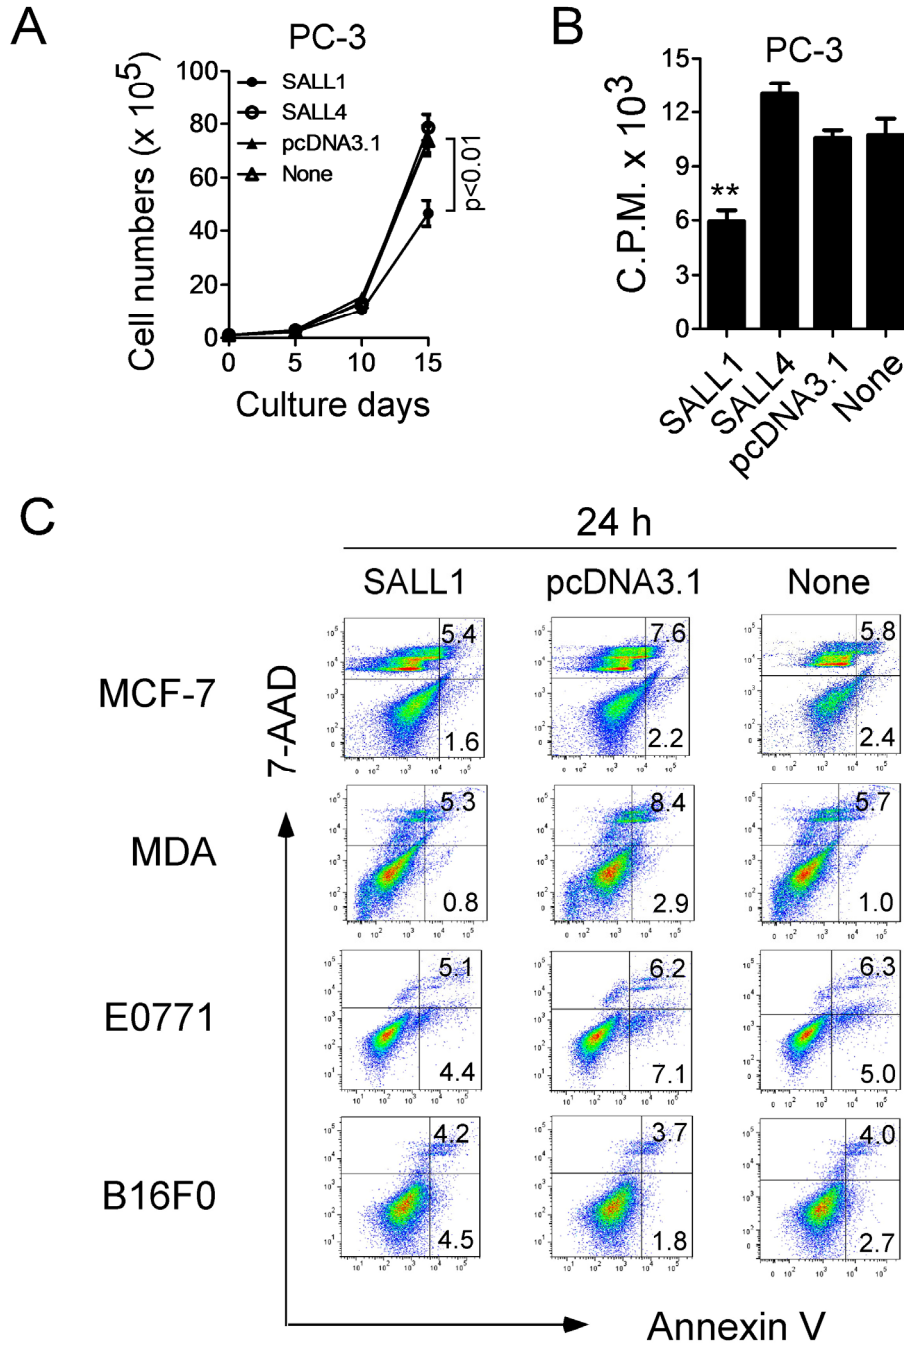 A
PC-3
Cell numbers (x 10^5)
100
80
60
40
20
0
SALL1
SALL4
pcDNA3.1
None
p<0.01
0 5 10 15
Culture days
B
PC-3
C.P.M. x 10^3
15
12
9
6
3
0
**
SALL1
SALL4
pcDNA3.1
None
C
24 h
SALL1 pcDNA3.1 None
7-AAD
MCF-7
5.4 7.6 5.8
1.6 2.2 2.4
MDA
5.3 8.4 5.7
0.8 2.9 1.0
E0771
5.1 6.2 6.3
4.4 7.1 5.0
B16F0
4.2 3.7 4.0
4.5 1.8 2.7
Annexin V